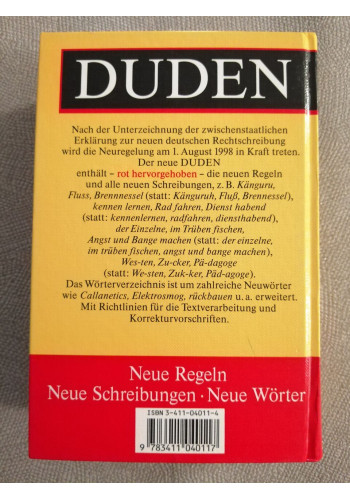 DUDEN
Nach der Unterzeichnung der zwischenstaatlichen
Erklärung zur neuen deutschen Rechtschreibung
wird die Neuregelung am 1. August 1998 in Kraft treten.
Der neue DUDEN
enthält – rot hervorgehoben – die neuen Regeln
und alle neuen Schreibungen, z. B. Känguru,
Fluss, Brennnessel (statt: Känguruh, Fluß, Brennessel),
kennen lernen, Rad fahren, Dienst habend
(statt: kennenlernen, radfahren, diensthabend),
der Einzelne, im Trüben fischen,
Angst und Bange machen (statt: der einzelne,
im trüben fischen, angst und bange machen),
Wes-ten, Zu-cker, Pä-dagoge
(statt: We-sten, Zuk-ker, Päd-agoge).
Das Wörterverzeichnis ist um zahlreiche Neuwörter
wie Callanetics, Elektrosmog, rückbauen u. a. erweitert.
Mit Richtlinien für die Textverarbeitung und
Korrekturvorschriften.
Neue Regeln
Neue Schreibungen · Neue Wörter
ISBN 3-411-04011-4
9 783411 040117